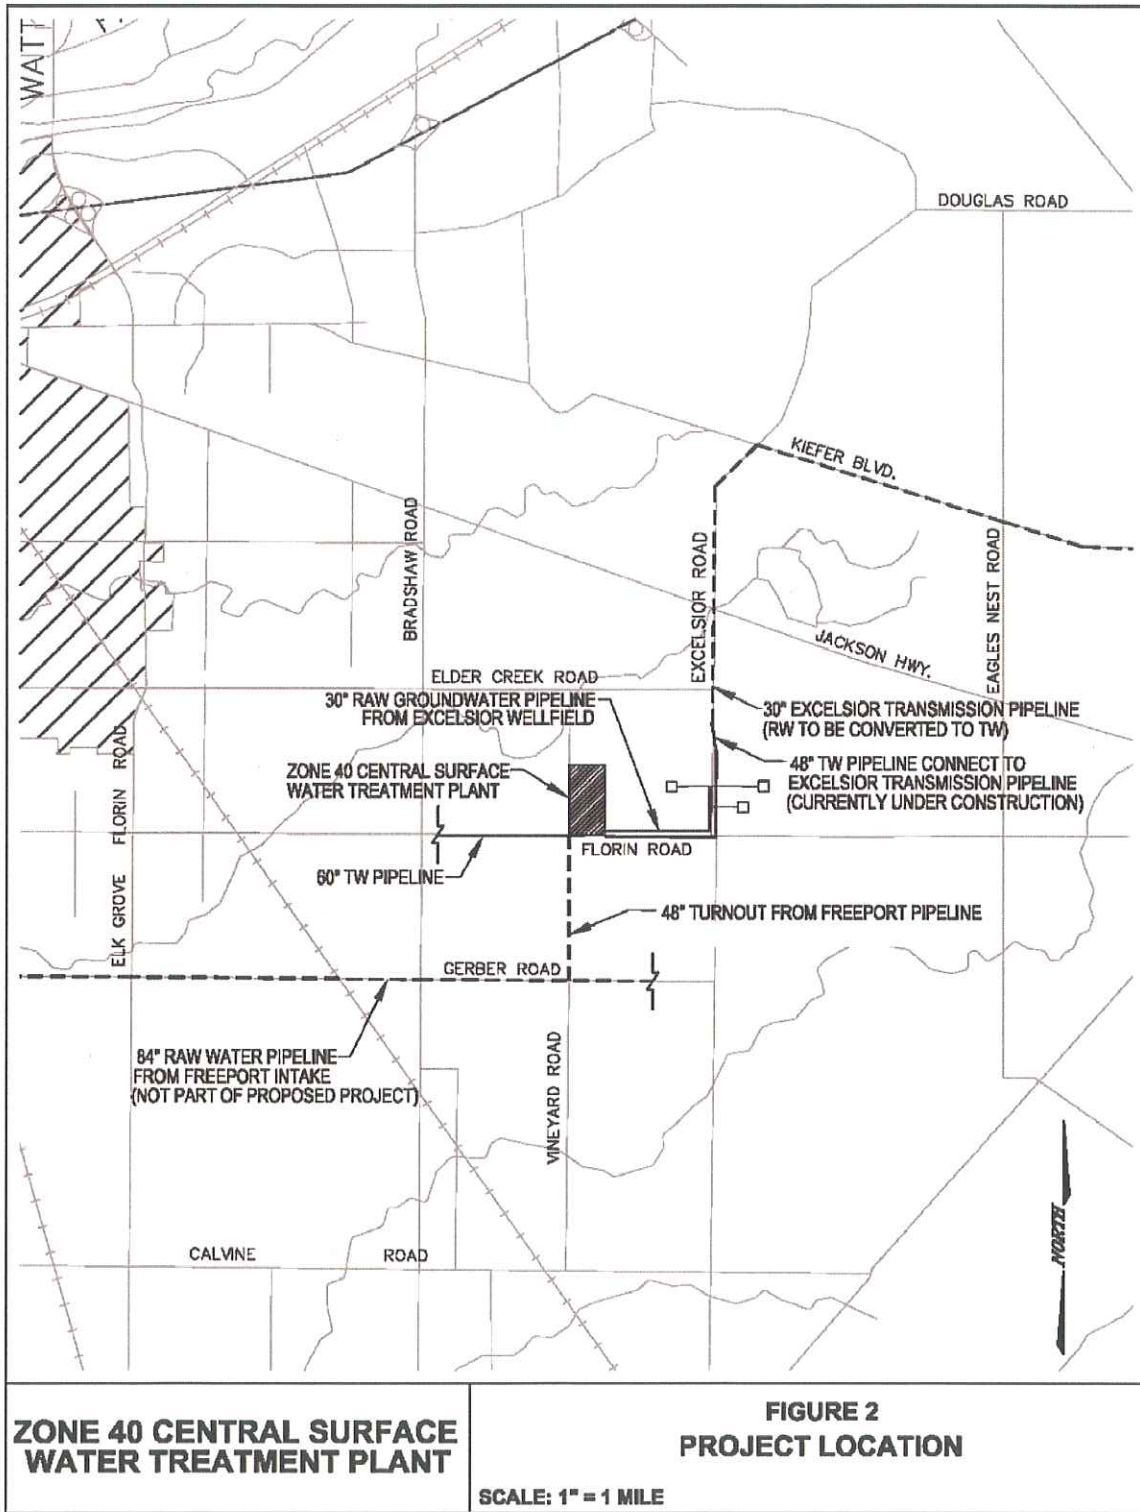 WATT
DOUGLAS ROAD
KIEFER BLVD.
BRADSHAW ROAD
EXCELSIOR ROAD
EAGLES NEST ROAD
JACKSON HWY.
ELDER CREEK ROAD
30" RAW GROUNDWATER PIPELINE
FROM EXCELSIOR WELLFIELD
30" EXCELSIOR TRANSMISSION PIPELINE
(RW TO BE CONVERTED TO TW)
48" TW PIPELINE CONNECT TO
EXCELSIOR TRANSMISSION PIPELINE
(CURRENTLY UNDER CONSTRUCTION)
ZONE 40 CENTRAL SURFACE
WATER TREATMENT PLANT
ELK GROVE FLORIN ROAD
FLORIN ROAD
60" TW PIPELINE
48" TURNOUT FROM FREEPORT PIPELINE
GERBER ROAD
84" RAW WATER PIPELINE
FROM FREEPORT INTAKE
(NOT PART OF PROPOSED PROJECT)
VINEYARD ROAD
CALVINE ROAD
NORTH
ZONE 40 CENTRAL SURFACE
WATER TREATMENT PLANT
FIGURE 2
PROJECT LOCATION
SCALE: 1" = 1 MILE